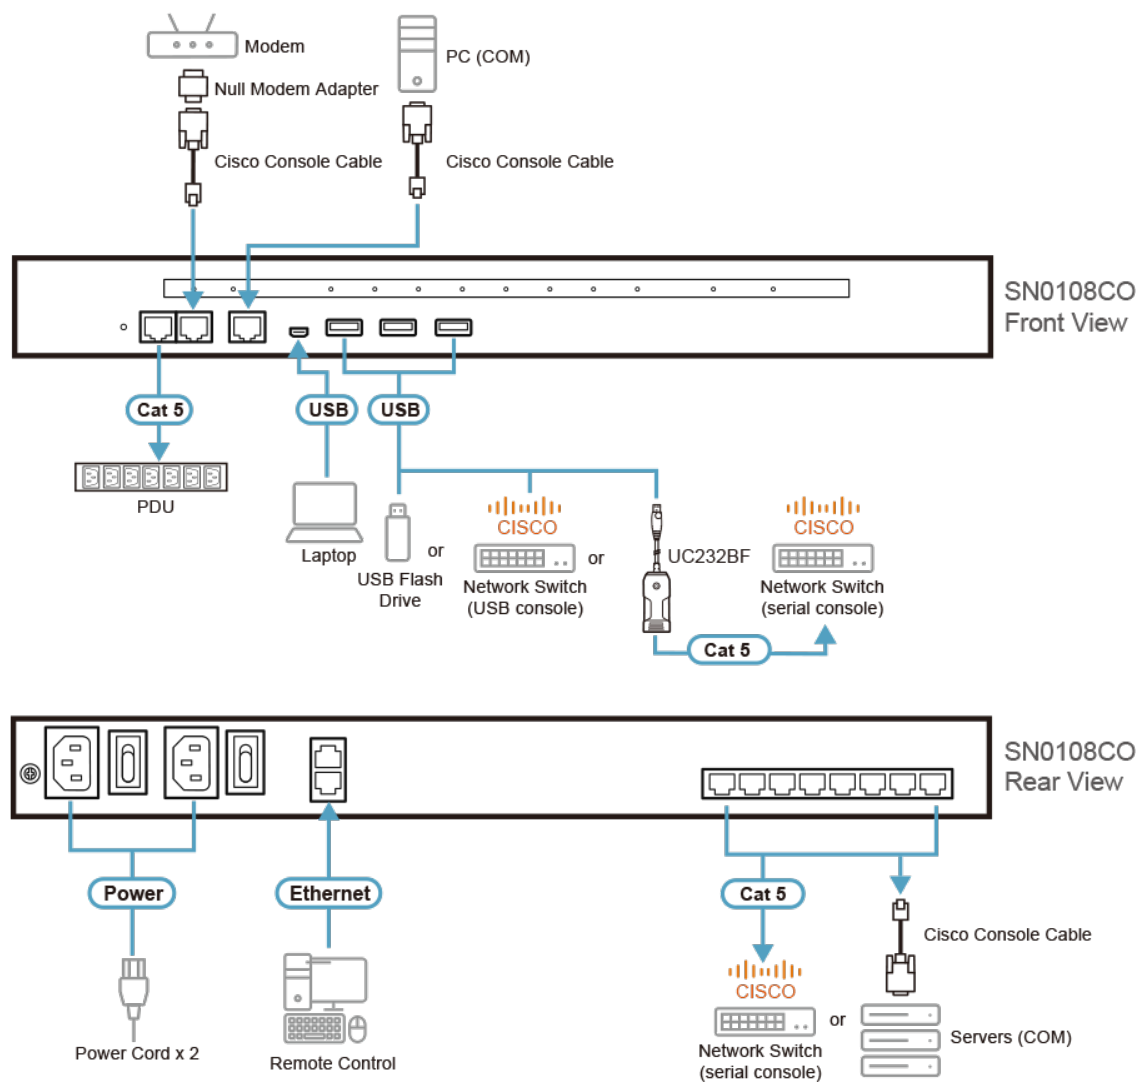 Modem
PC (COM)
Null Modem Adapter
Cisco Console Cable
Cisco Console Cable
SN0108CO
Front View
Cat 5
USB
USB
PDU
Laptop
USB Flash
Drive
or
CISCO
Network Switch
(USB console)
or
UC232BF
CISCO
Network Switch
(serial console)
Cat 5
SN0108CO
Rear View
Power
Ethernet
Cat 5
Cisco Console Cable
CISCO
Power Cord x 2
Remote Control
Network Switch
(serial console)
or
Servers (COM)